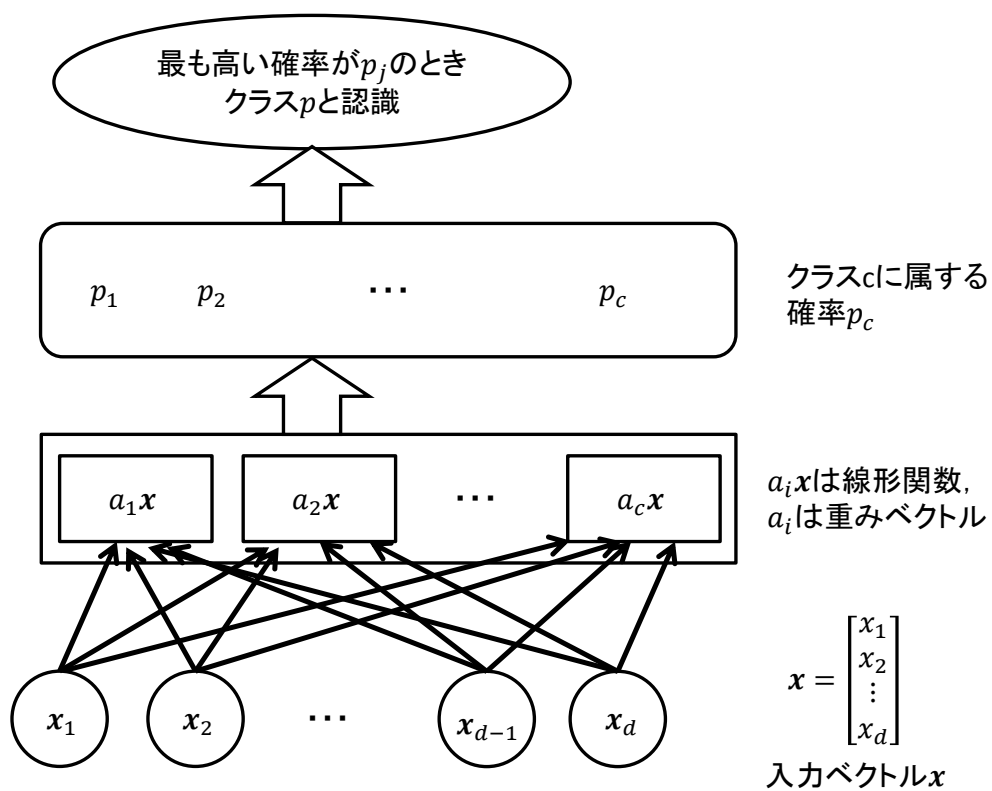 最も高い確率が$p_j$のとき
クラス$p$と認識
$p_1$ $p_2$ ⋯ $p_c$
クラスcに属する
確率$p_c$
$a_1\boldsymbol{x}$ $a_2\boldsymbol{x}$ ⋯ $a_c\boldsymbol{x}$
$a_i\boldsymbol{x}$は線形関数,
$a_i$は重みベクトル
$\boldsymbol{x}_1$ $\boldsymbol{x}_2$ ⋯ $\boldsymbol{x}_{d-1}$ $\boldsymbol{x}_d$
$\boldsymbol{x} = \begin{bmatrix} x_1 \\ x_2 \\ \vdots \\ x_d \end{bmatrix}$
入力ベクトル$\boldsymbol{x}$